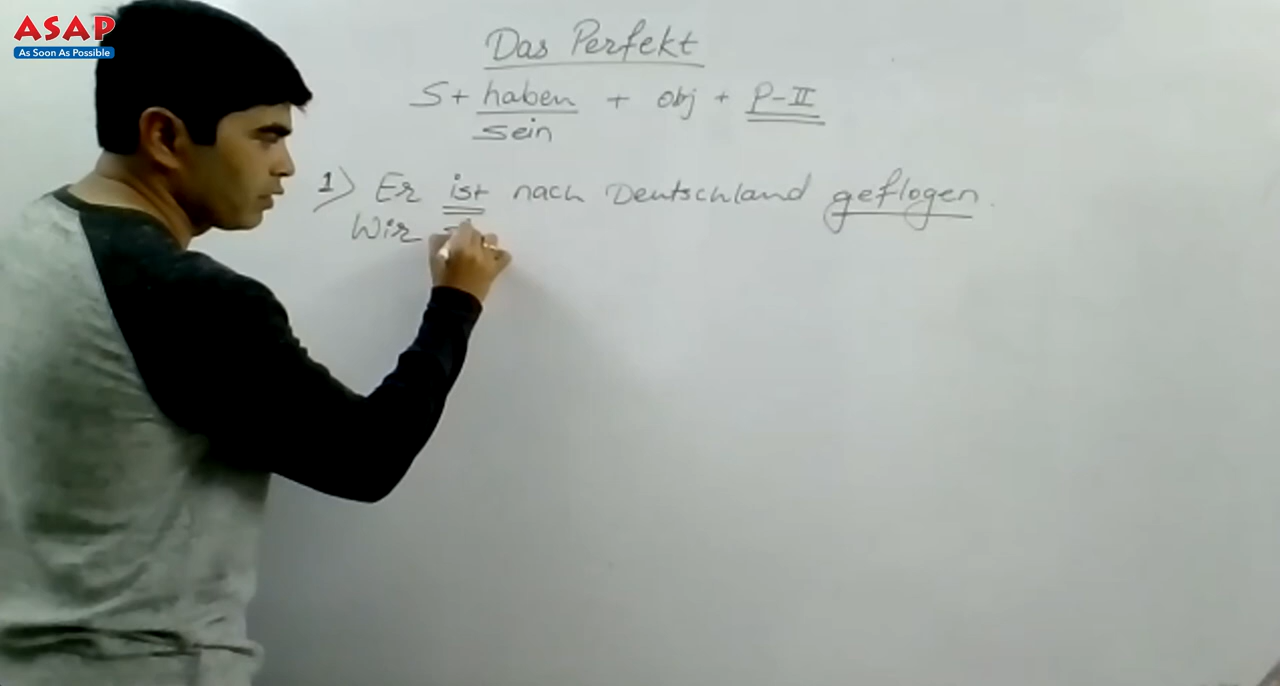 ASAP
As Soon As Possible
Das Perfekt
S + haben + obj + P-II
sein
1) Er ist nach Deutschland geflogen.
Wir